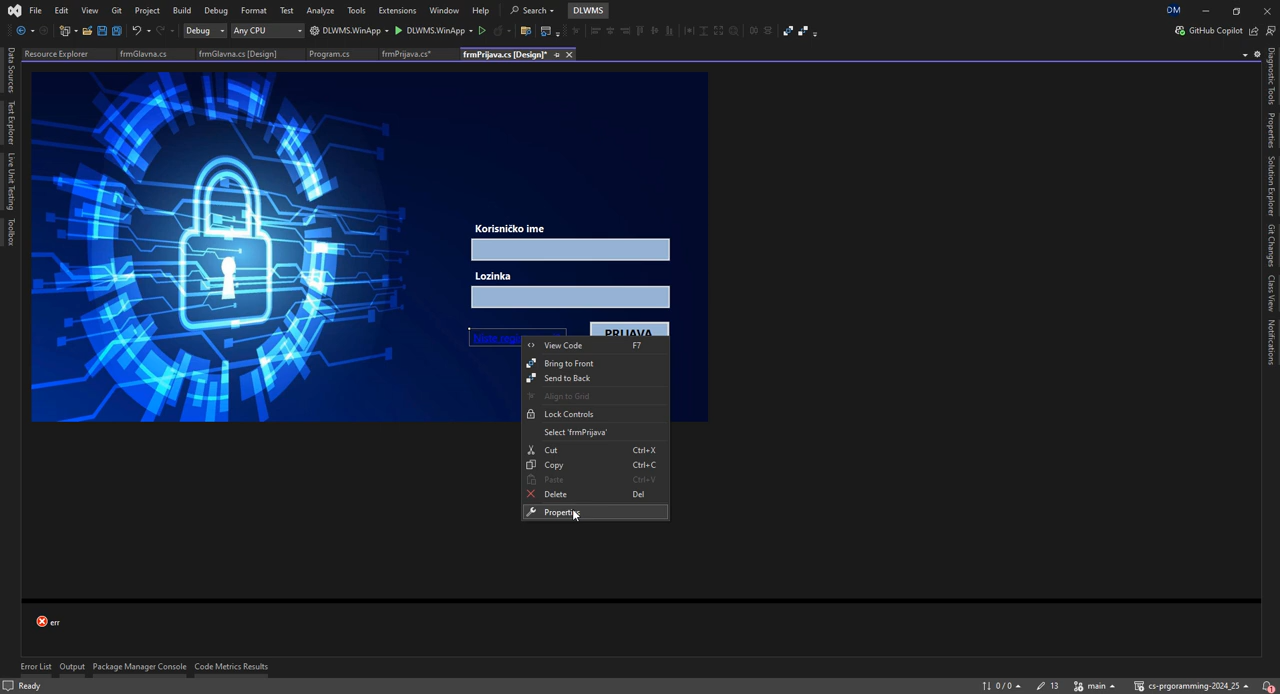 File Edit View Git Project Build Debug Test Analyze Tools Extensions Window Help Search DLWMS DM
Debug Any CPU DLWMS.WinApp DLWMS.WinApp GitHub Copilot
Resource Explorer frmGlavna.cs frmGlavna.cs [Design] Program.cs frmPrijava.cs* frmPrijava.cs [Design]*
Data Sources
Test Explorer
Live Unit Testing
Toolbox
Korisničko ime
Lozinka
PRIJAVA
View Code F7
Bring to Front
Send to Back
Align to Grid
Lock Controls
Select 'frmPrijava'
Cut Ctrl+X
Copy Ctrl+C
Paste Ctrl+V
Delete Del
Properties
Diagnostic Tools
Properties
Solution Explorer
Git Changes
Class View
Notifications
err
Error List Output Package Manager Console Code Metrics Results
Ready 0 / 0 13 main cs-prgoramming-2024_25